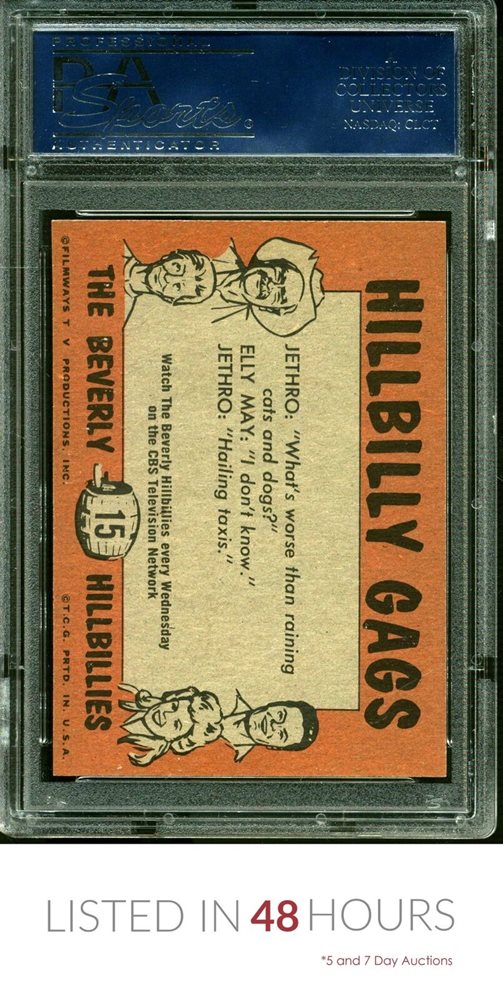 PROFESSIONAL
PSA
Sports
AUTHENTICATOR
A
DIVISION OF
COLLECTORS
UNIVERSE
NASDAQ: CLCT
HILLBILLY GAGS
JETHRO: "What's worse than raining
cats and dogs?"
ELLY MAY: "I don't know."
JETHRO: "Hailing taxis."
Watch The Beverly Hillbillies every Wednesday
on the CBS Television Network
THE BEVERLY 15 HILLBILLIES
©FILMWAYS T V PRODUCTIONS, INC. ©T.C.G. PRTD. IN U.S.A.
LISTED IN 48 HOURS
*5 and 7 Day Auctions